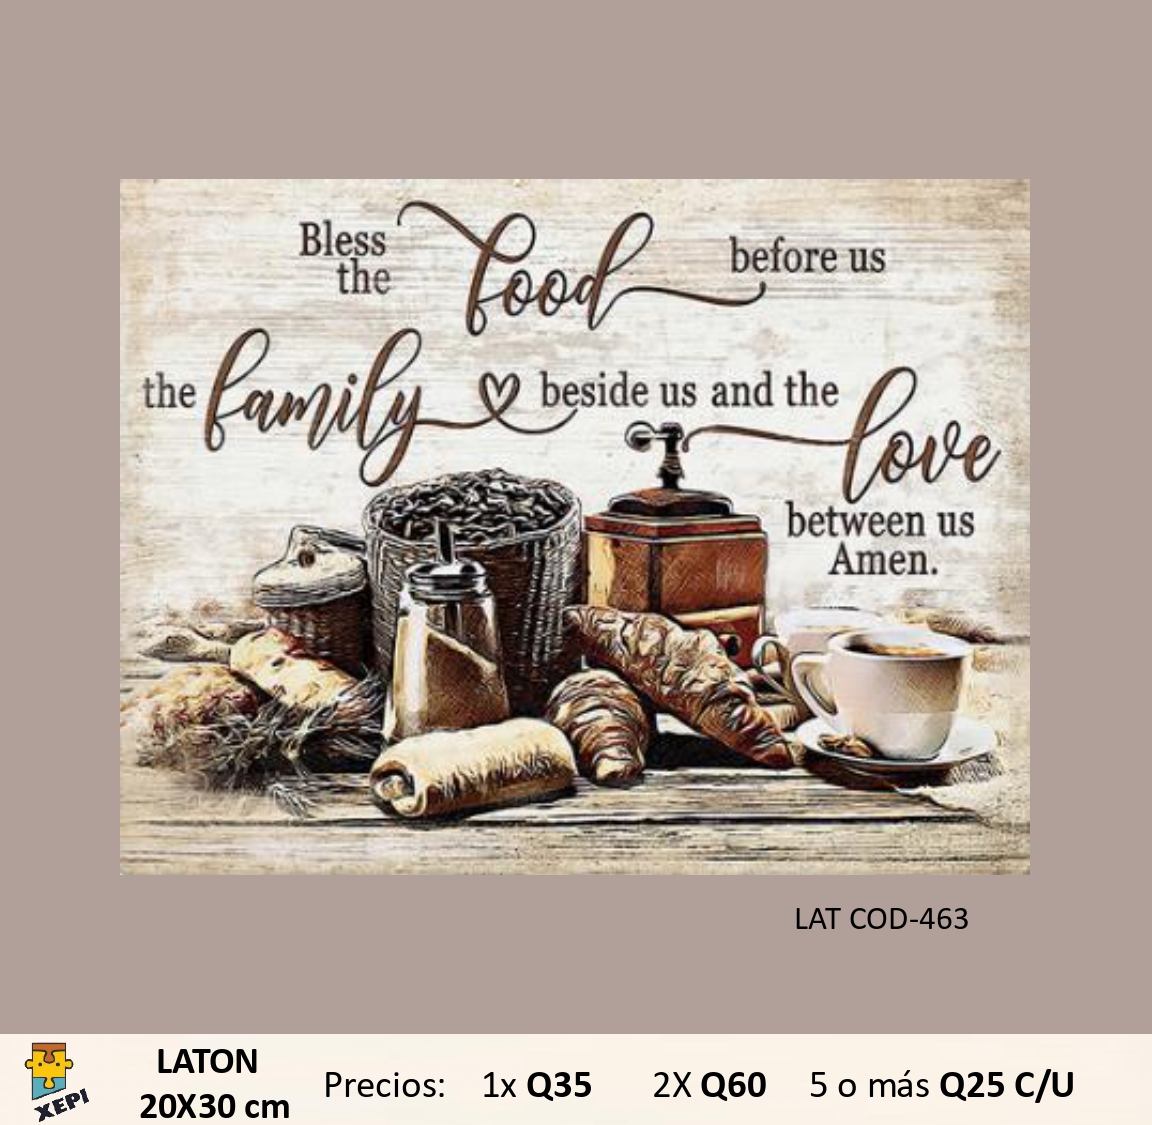 Bless
the food before us
the family beside us and the
love
between us
Amen.
LAT COD-463
LATON
20X30 cm
Precios: 1x Q35 2X Q60 5 o más Q25 C/U
XEPI